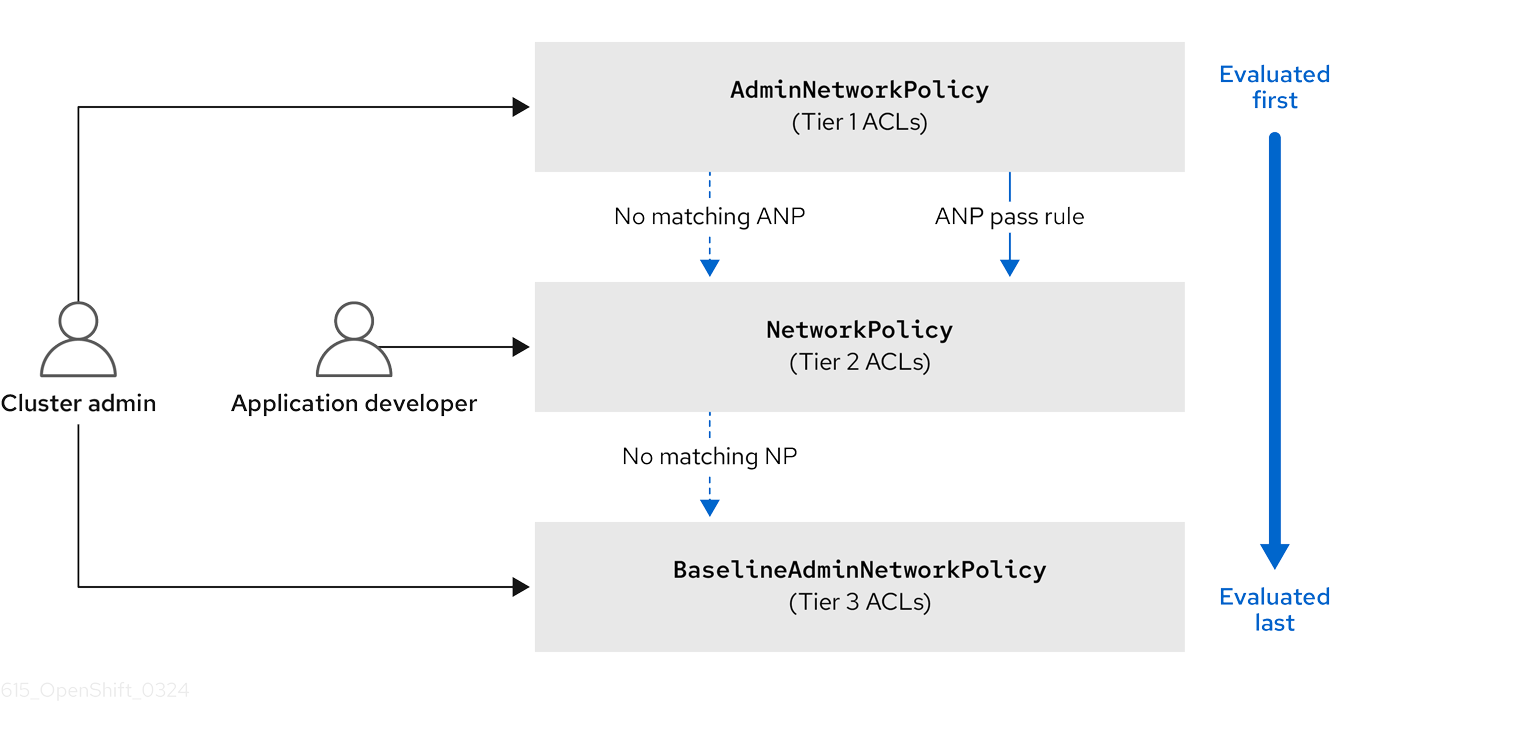 AdminNetworkPolicy
(Tier 1 ACLs)
Evaluated
first
No matching ANP
ANP pass rule
NetworkPolicy
(Tier 2 ACLs)
Cluster admin
Application developer
No matching NP
BaselineAdminNetworkPolicy
(Tier 3 ACLs)
Evaluated
last
615_OpenShift_0324